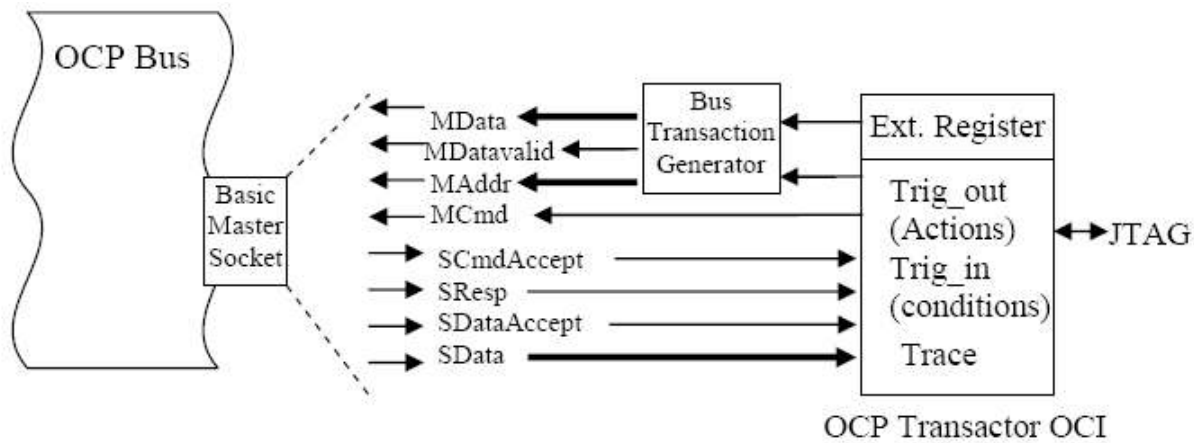 OCP Bus
Basic
Master
Socket
MData
MDatavalid
MAddr
MCmd
SCmdAccept
SResp
SDataAccept
SData
Bus
Transaction
Generator
Ext. Register
Trig_out
(Actions)
Trig_in
(conditions)
Trace
JTAG
OCP Transactor OCI